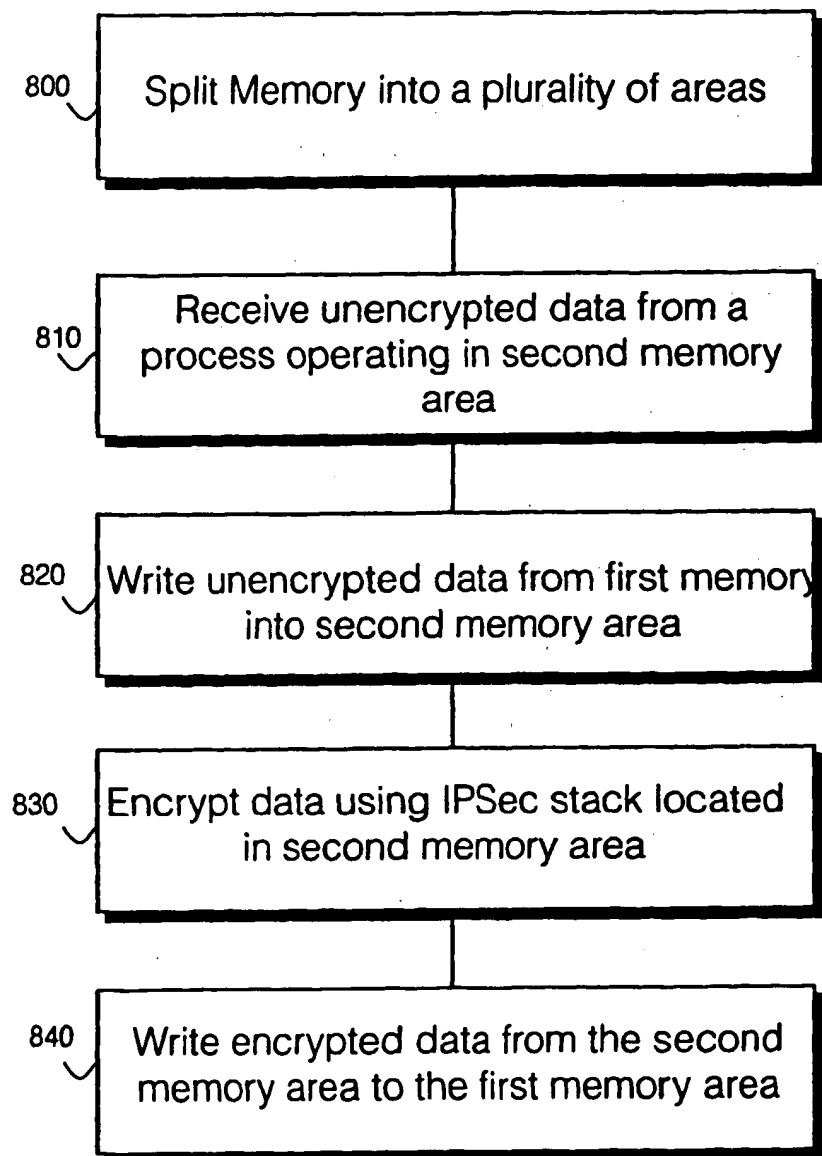 800
Split Memory into a plurality of areas
810
Receive unencrypted data from a
process operating in second memory
area
820
Write unencrypted data from first memory
into second memory area
830
Encrypt data using IPSec stack located
in second memory area
840
Write encrypted data from the second
memory area to the first memory area